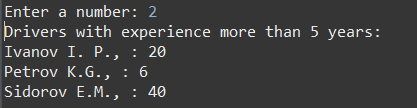 Enter a number: 2
Drivers with experience more than 5 years:
Ivanov I. P., : 20
Petrov K.G., : 6
Sidorov E.M., : 40